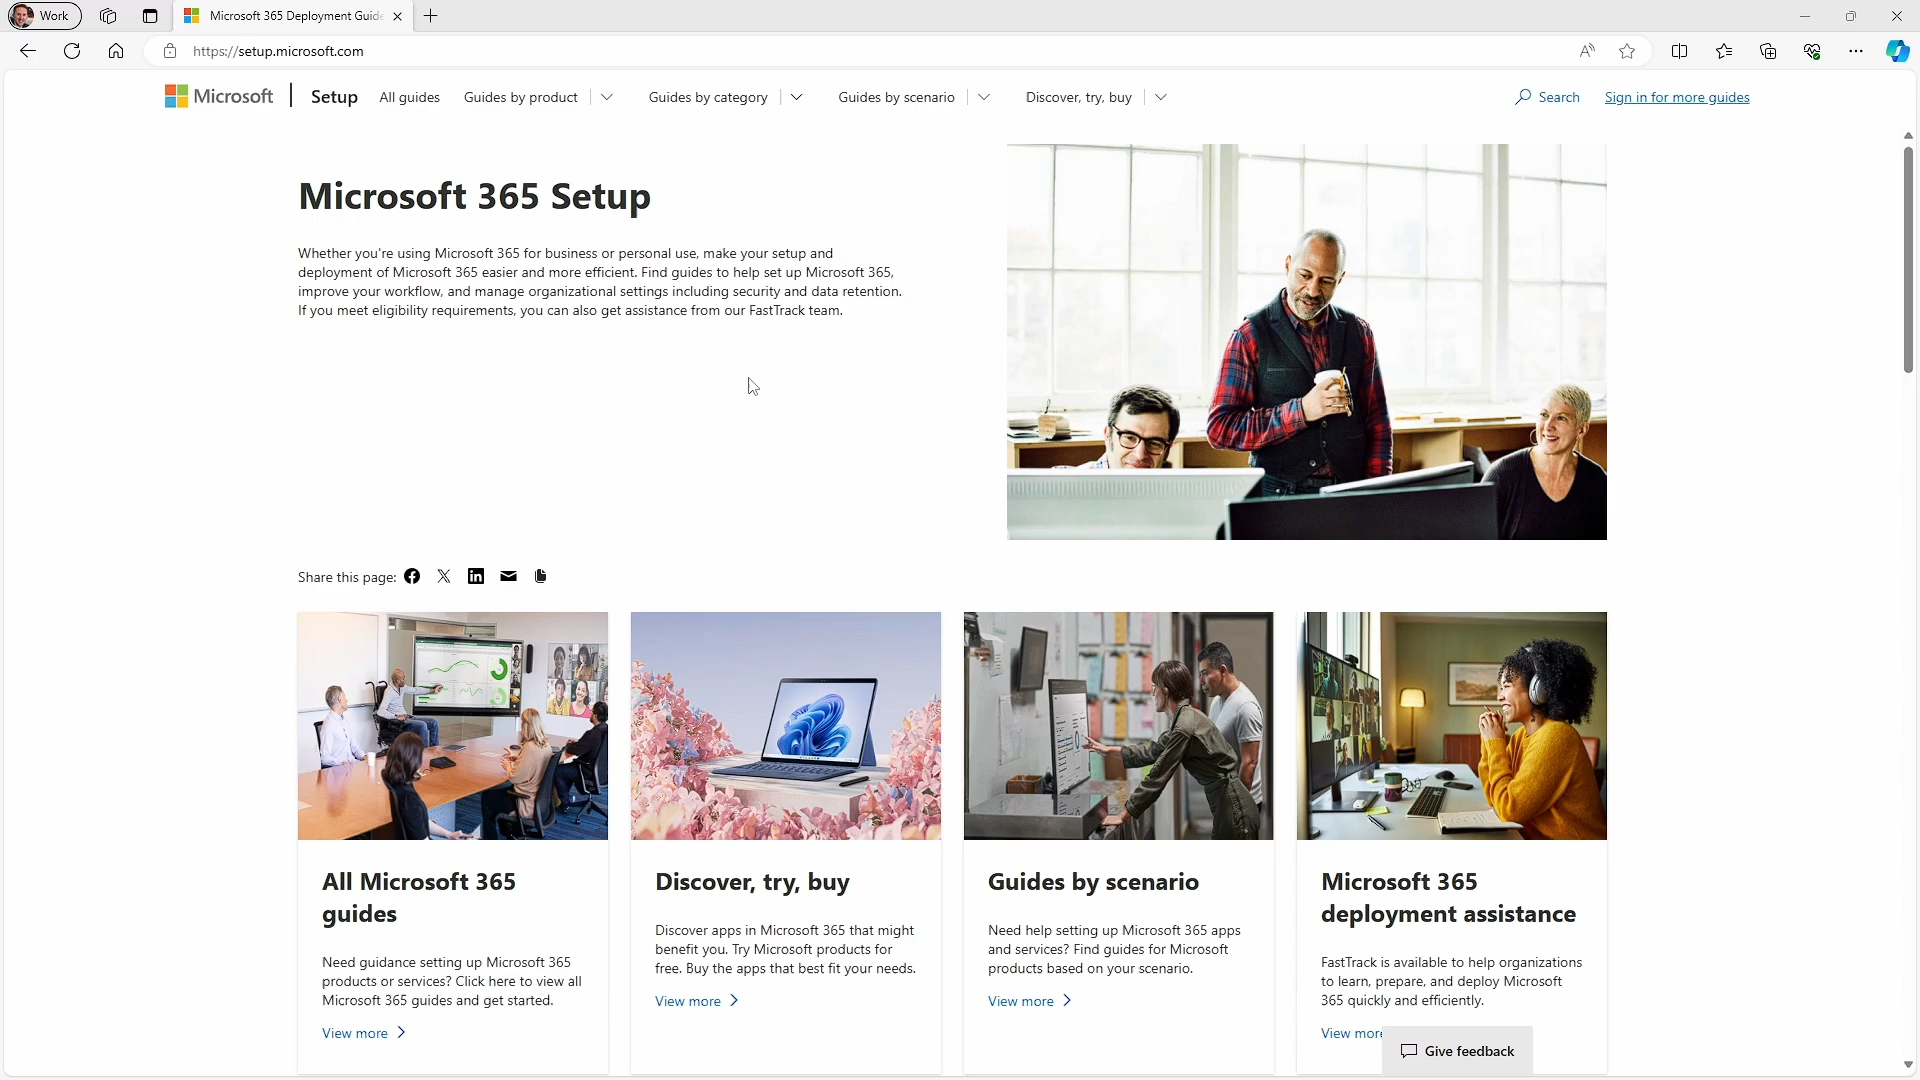 Work
Microsoft 365 Deployment Guide
https://setup.microsoft.com
Microsoft
Setup
All guides
Guides by product
Guides by category
Guides by scenario
Discover, try, buy
Search
Sign in for more guides
Microsoft 365 Setup
Whether you're using Microsoft 365 for business or personal use, make your setup and
deployment of Microsoft 365 easier and more efficient. Find guides to help set up Microsoft 365,
improve your workflow, and manage organizational settings including security and data retention.
If you meet eligibility requirements, you can also get assistance from our FastTrack team.
Share this page:
All Microsoft 365
guides
Need guidance setting up Microsoft 365
products or services? Click here to view all
Microsoft 365 guides and get started.
View more
Discover, try, buy
Discover apps in Microsoft 365 that might
benefit you. Try Microsoft products for
free. Buy the apps that best fit your needs.
View more
Guides by scenario
Need help setting up Microsoft 365 apps
and services? Find guides for Microsoft
products based on your scenario.
View more
Microsoft 365
deployment assistance
FastTrack is available to help organizations
to learn, prepare, and deploy Microsoft
365 quickly and efficiently.
View more
Give feedback